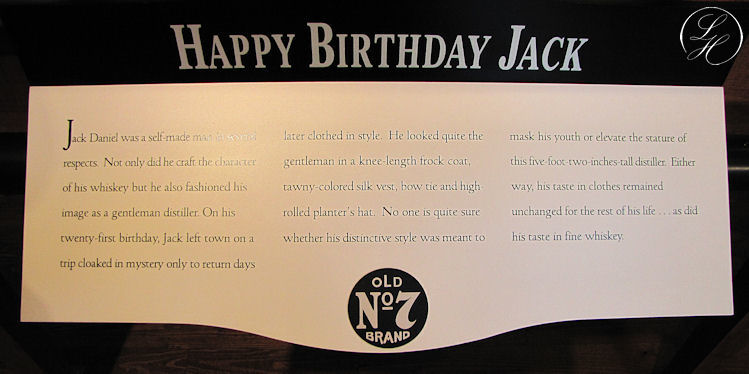 HAPPY BIRTHDAY JACK
LH
Jack Daniel was a self-made man in several
respects. Not only did he craft the character
of his whiskey but he also fashioned his
image as a gentleman distiller. On his
twenty-first birthday, Jack left town on a
trip cloaked in mystery only to return days
later clothed in style. He looked quite the
gentleman in a knee-length frock coat,
tawny-colored silk vest, bow tie and high-
rolled planter's hat. No one is quite sure
whether his distinctive style was meant to
mask his youth or elevate the stature of
this five-foot-two-inches-tall distiller. Either
way, his taste in clothes remained
unchanged for the rest of his life . . . as did
his taste in fine whiskey.
OLD
No7
BRAND